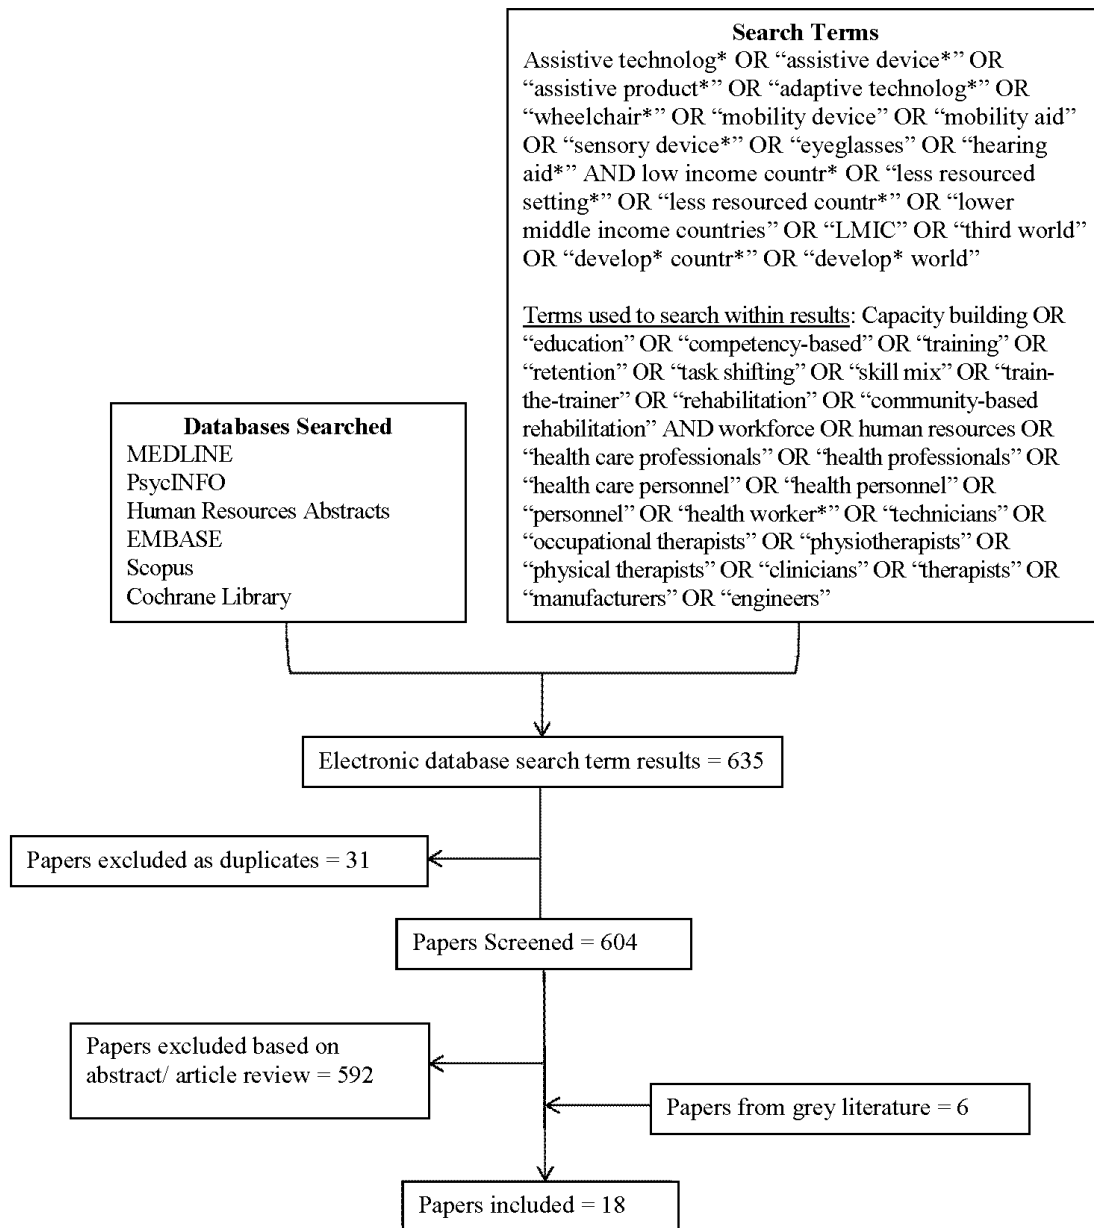 Search Terms
Assistive technolog* OR “assistive device*” OR
“assistive product*” OR “adaptive technolog*” OR
“wheelchair*” OR “mobility device” OR “mobility aid”
OR “sensory device*” OR “eyeglasses” OR “hearing
aid*” AND low income countr* OR “less resourced
setting*” OR “less resourced countr*” OR “lower
middle income countries” OR “LMIC” OR “third world”
OR “develop* countr*” OR “develop* world”
Terms used to search within results: Capacity building OR
“education” OR “competency-based” OR “training” OR
“retention” OR “task shifting” OR “skill mix” OR “train-
the-trainer” OR “rehabilitation” OR “community-based
rehabilitation” AND workforce OR human resources OR
“health care professionals” OR “health professionals” OR
“health care personnel” OR “health personnel” OR
“personnel” OR “health worker*” OR “technicians” OR
“occupational therapists” OR “physiotherapists” OR
“physical therapists” OR “clinicians” OR “therapists” OR
“manufacturers” OR “engineers”
Databases Searched
MEDLINE
PsycINFO
Human Resources Abstracts
EMBASE
Scopus
Cochrane Library
Electronic database search term results = 635
Papers excluded as duplicates = 31
Papers Screened = 604
Papers excluded based on
abstract/ article review = 592
Papers from grey literature = 6
Papers included = 18